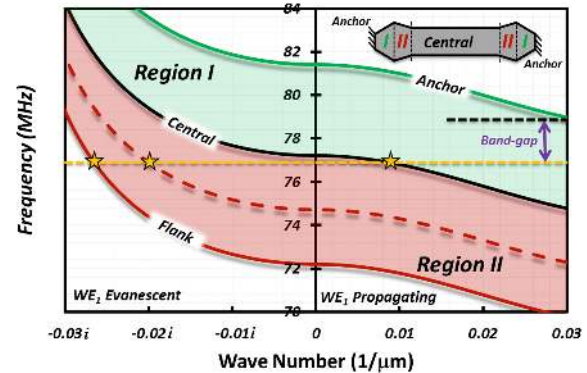 84
82
80
78
76
74
72
70
Frequency (MHz)
Anchor
I
II
Central
II
I
Anchor
Region I
Anchor
Central
Band-gap
Flank
Region II
WE₁ Evanescent
WE₁ Propagating
-0.03i
-0.02i
-0.01i
0
0.01
0.02
0.03
Wave Number (1/μm)